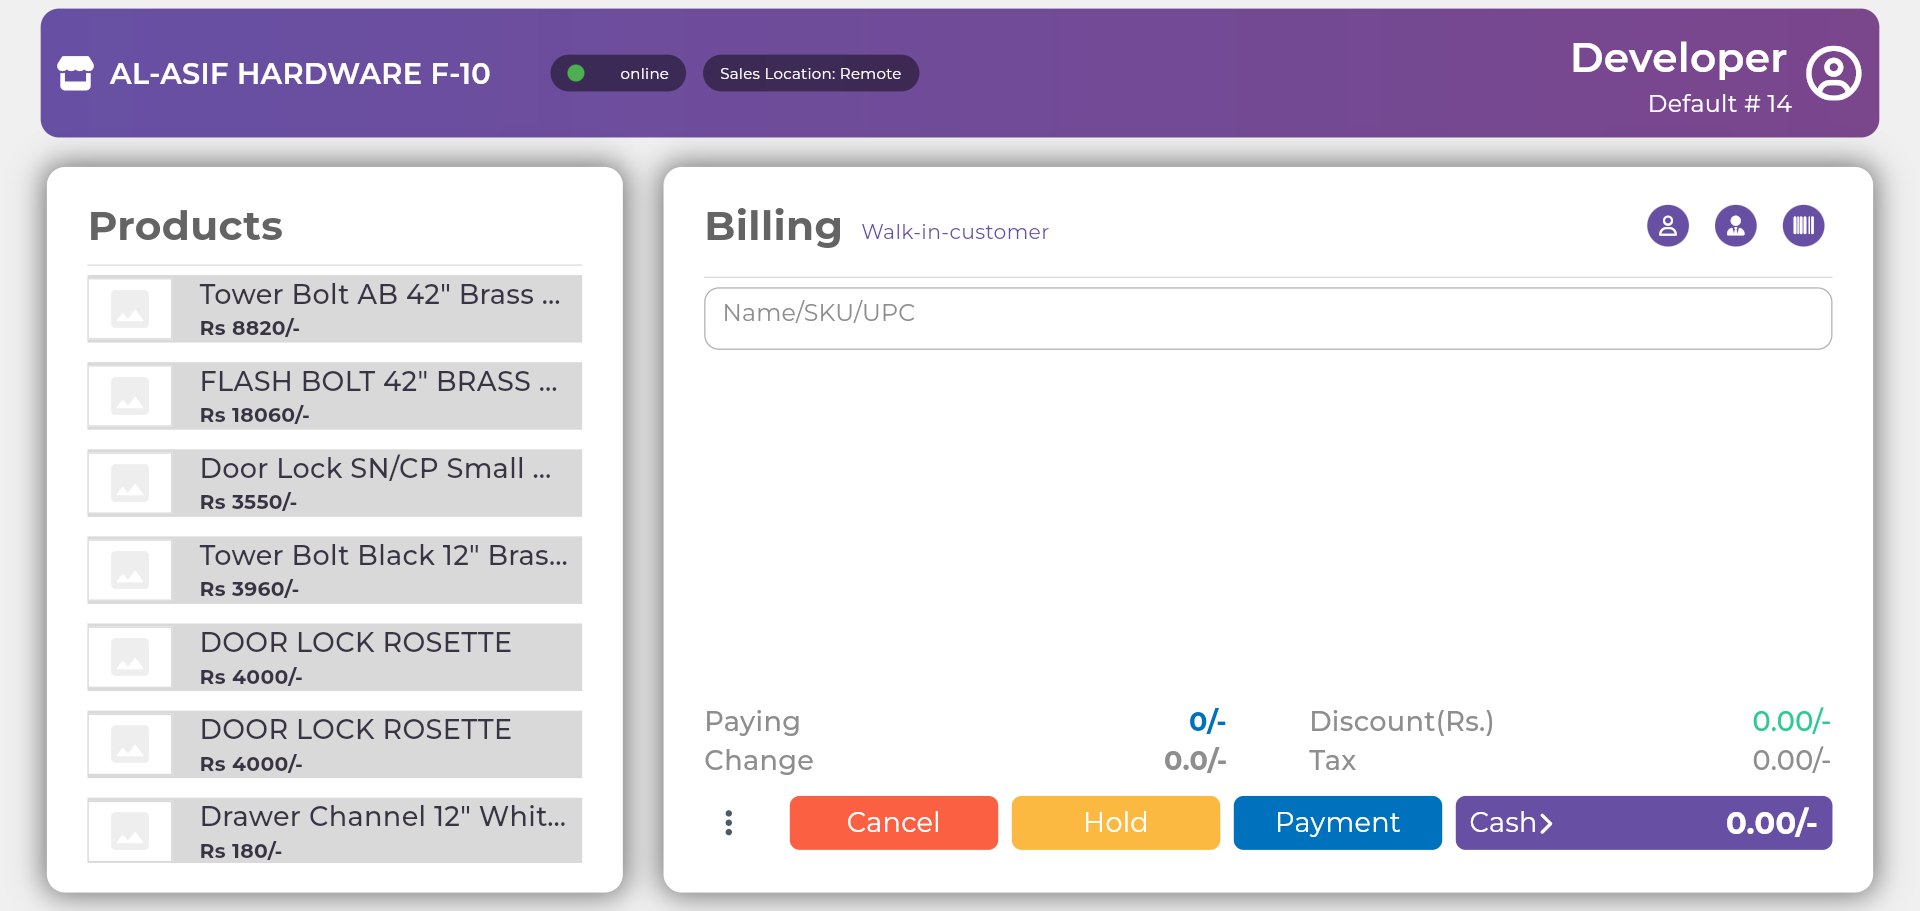 AL-ASIF HARDWARE F-10
online
Sales Location: Remote
Developer
Default # 14
Products
Tower Bolt AB 42" Brass ...
Rs 8820/-
FLASH BOLT 42" BRASS ...
Rs 18060/-
Door Lock SN/CP Small ...
Rs 3550/-
Tower Bolt Black 12" Bras...
Rs 3960/-
DOOR LOCK ROSETTE
Rs 4000/-
DOOR LOCK ROSETTE
Rs 4000/-
Drawer Channel 12" Whit...
Rs 180/-
Billing Walk-in-customer
Name/SKU/UPC
Paying 0/- Discount(Rs.) 0.00/-
Change 0.0/- Tax 0.00/-
Cancel Hold Payment Cash 0.00/-